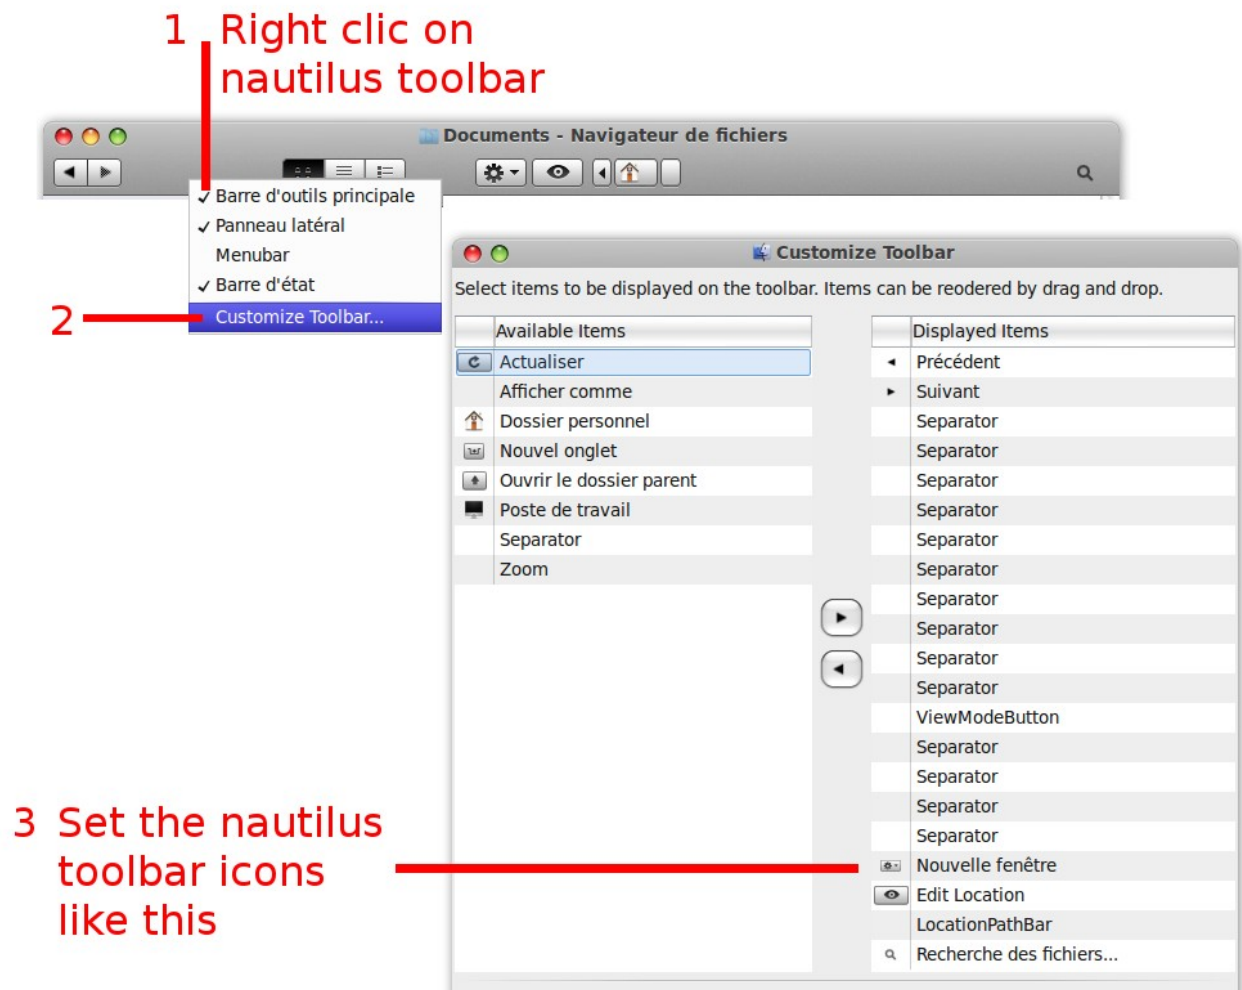 1 Right clic on
nautilus toolbar
Documents - Navigateur de fichiers
Barre d'outils principale
Panneau latéral
Menubar
Barre d'état
2
Customize Toolbar...
Customize Toolbar
Select items to be displayed on the toolbar. Items can be reodered by drag and drop.
Available Items
Actualiser
Afficher comme
Dossier personnel
Nouvel onglet
Ouvrir le dossier parent
Poste de travail
Separator
Zoom
Displayed Items
Précédent
Suivant
Separator
Separator
Separator
Separator
Separator
Separator
Separator
Separator
Separator
Separator
ViewModeButton
Separator
Separator
Separator
Separator
Nouvelle fenêtre
Edit Location
LocationPathBar
Recherche des fichiers...
3 Set the nautilus
toolbar icons
like this